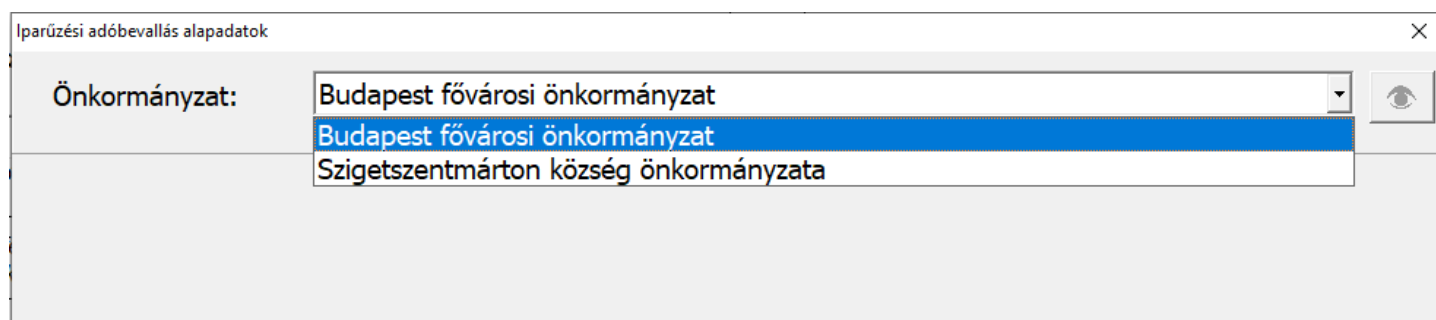 Iparűzési adóbevallás alapadatok
Önkormányzat:
Budapest fővárosi önkormányzat
Budapest fővárosi önkormányzat
Szigetszentmárton község önkormányzata